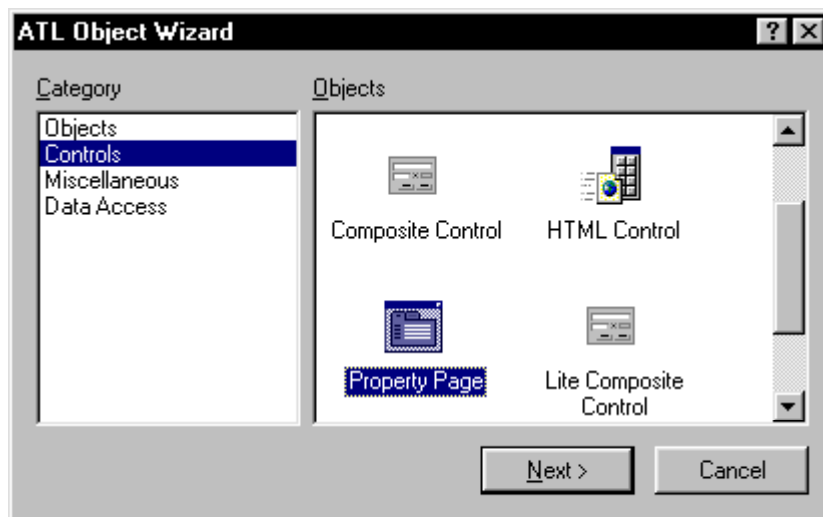 ATL Object Wizard
Category
Objects
Controls
Miscellaneous
Data Access
Objects
Composite Control
HTML Control
Property Page
Lite Composite
Control
Next >
Cancel